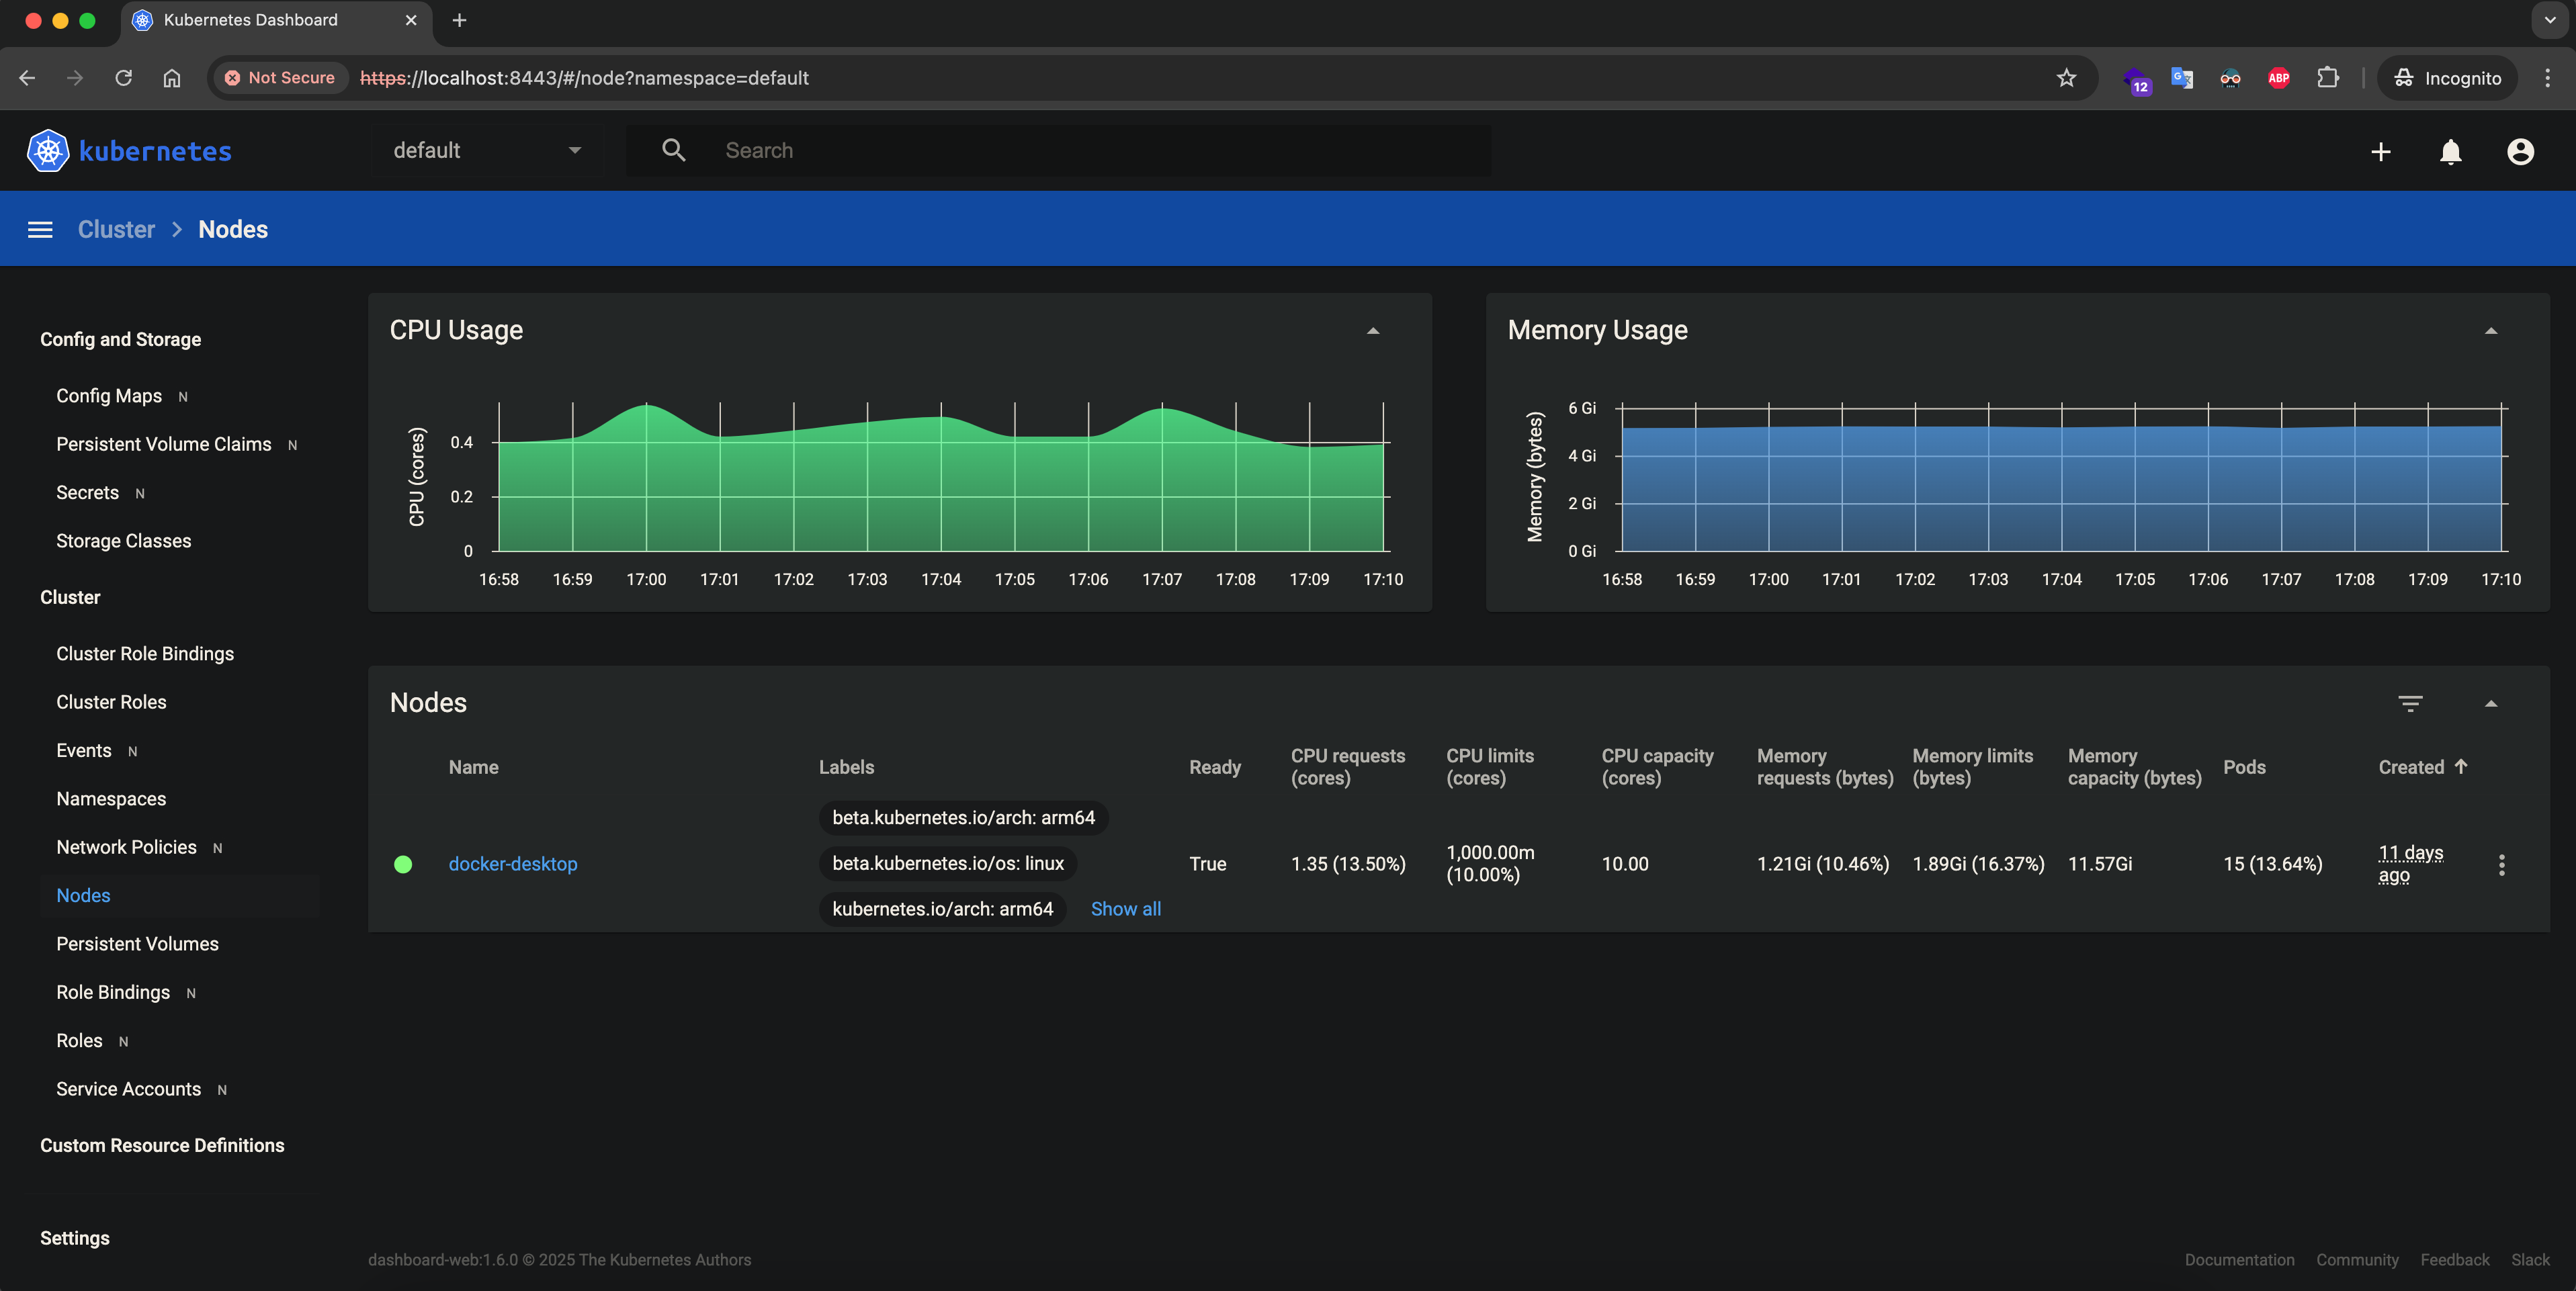 Kubernetes Dashboard
Not Secure https://localhost:8443/#/node?namespace=default
12
ABP
Incognito
kubernetes
default
Search
Cluster > Nodes
Config and Storage
Config Maps N
Persistent Volume Claims N
Secrets N
Storage Classes
Cluster
Cluster Role Bindings
Cluster Roles
Events N
Namespaces
Network Policies N
Nodes
Persistent Volumes
Role Bindings N
Roles N
Service Accounts N
Custom Resource Definitions
Settings
CPU Usage
CPU (cores)
0.4
0.2
0
16:58 16:59 17:00 17:01 17:02 17:03 17:04 17:05 17:06 17:07 17:08 17:09 17:10
Memory Usage
Memory (bytes)
6 Gi
4 Gi
2 Gi
0 Gi
16:58 16:59 17:00 17:01 17:02 17:03 17:04 17:05 17:06 17:07 17:08 17:09 17:10
Nodes
Name
Labels
Ready
CPU requests
(cores)
CPU limits
(cores)
CPU capacity
(cores)
Memory
requests (bytes)
Memory limits
(bytes)
Memory
capacity (bytes)
Pods
Created
docker-desktop
beta.kubernetes.io/arch: arm64
beta.kubernetes.io/os: linux
kubernetes.io/arch: arm64
Show all
True
1.35 (13.50%)
1,000.00m
(10.00%)
10.00
1.21Gi (10.46%)
1.89Gi (16.37%)
11.57Gi
15 (13.64%)
11 days
ago
dashboard-web:1.6.0 © 2025 The Kubernetes Authors
Documentation Community Feedback Slack